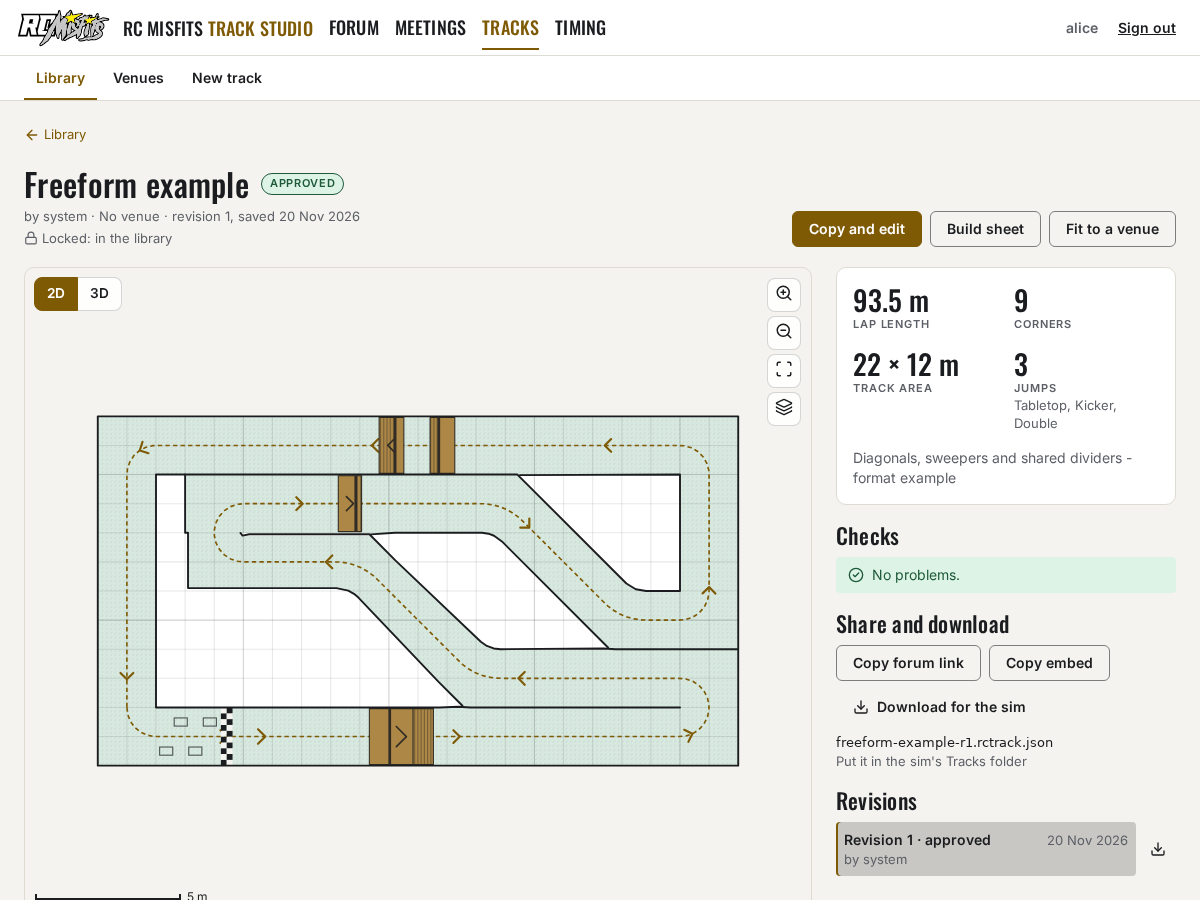 RC Misfits
RC MISFITS TRACK STUDIO
FORUM
MEETINGS
TRACKS
TIMING
alice
Sign out
Library
Venues
New track
Library
Freeform example
APPROVED
by system · No venue · revision 1, saved 20 Nov 2026
Locked: in the library
Copy and edit
Build sheet
Fit to a venue
2D
3D
5 m
93.5 m
LAP LENGTH
9
CORNERS
22 × 12 m
TRACK AREA
3
JUMPS
Tabletop, Kicker,
Double
Diagonals, sweepers and shared dividers -
format example
Checks
No problems.
Share and download
Copy forum link
Copy embed
Download for the sim
freeform-example-r1.rctrack.json
Put it in the sim's Tracks folder
Revisions
Revision 1 · approved
20 Nov 2026
by system